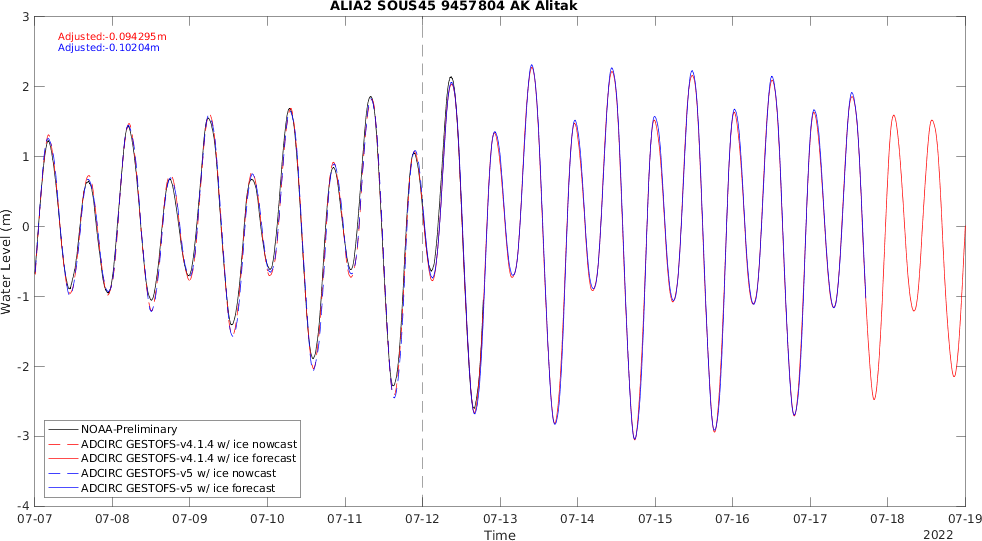 ALIA2 SOUS45 9457804 AK Alitak
Adjusted:-0.094295m
Adjusted:-0.10204m
3
2
1
0
-1
-2
-3
-4
Water Level (m)
NOAA-Preliminary
ADCIRC GESTOFS-v4.1.4 w/ ice nowcast
ADCIRC GESTOFS-v4.1.4 w/ ice forecast
ADCIRC GESTOFS-v5 w/ ice nowcast
ADCIRC GESTOFS-v5 w/ ice forecast
07-07 07-08 07-09 07-10 07-11 07-12 07-13 07-14 07-15 07-16 07-17 07-18 07-19
Time
2022